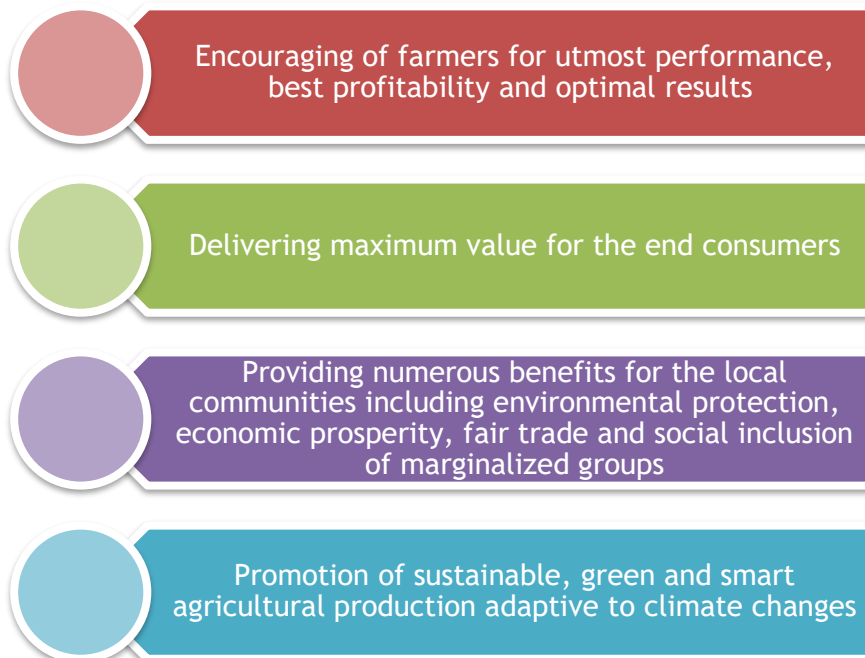 Encouraging of farmers for utmost performance,
best profitability and optimal results
Delivering maximum value for the end consumers
Providing numerous benefits for the local
communities including environmental protection,
economic prosperity, fair trade and social inclusion
of marginalized groups
Promotion of sustainable, green and smart
agricultural production adaptive to climate changes